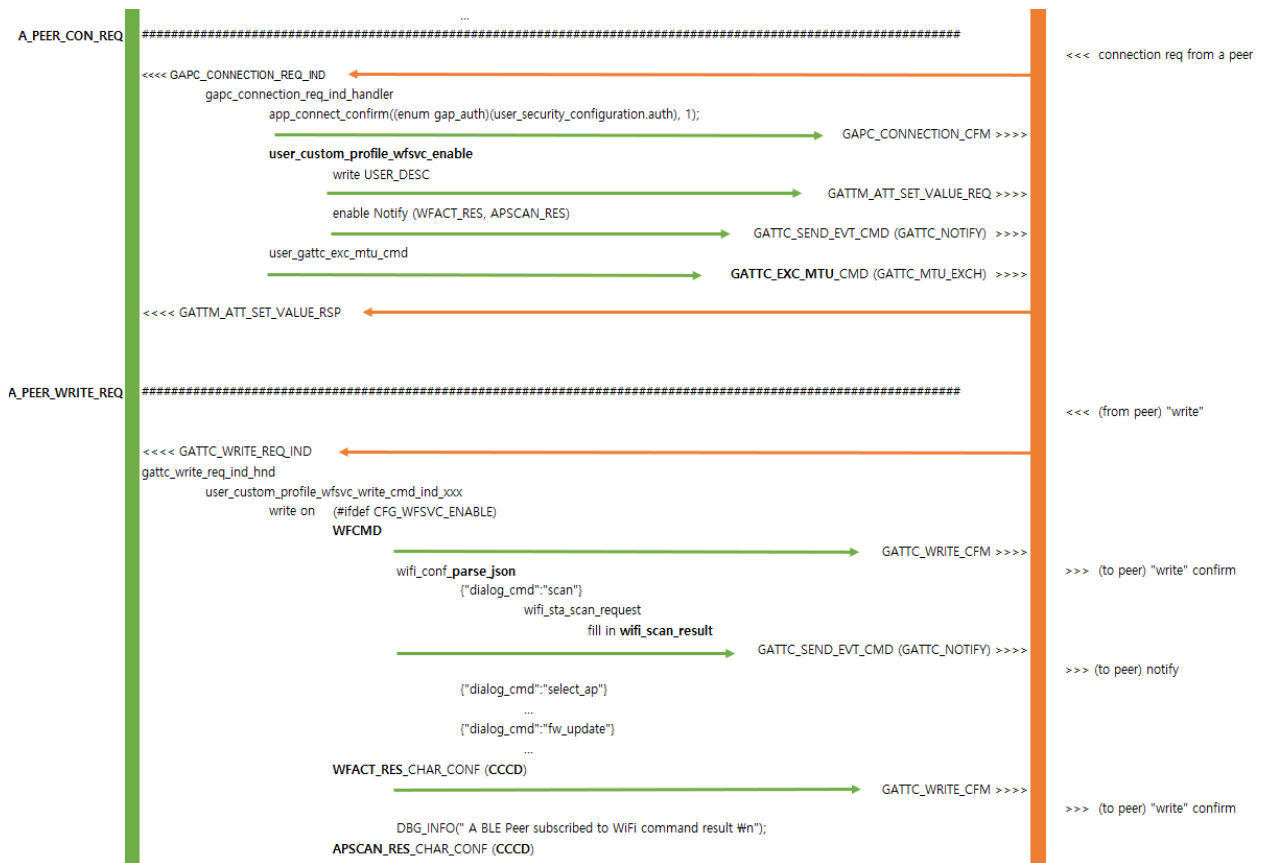 ...
A_PEER_CON_REQ ################################################################################################################
<<< connection req from a peer
<<<< GAPC_CONNECTION_REQ_IND
gapc_connection_req_ind_handler
app_connect_confirm((enum gap_auth)(user_security_configuration.auth), 1);
GAPC_CONNECTION_CFM >>>>
user_custom_profile_wfsvc_enable
write USER_DESC
GATTM_ATT_SET_VALUE_REQ >>>>
enable Notify (WFACT_RES, APSCAN_RES)
GATTC_SEND_EVT_CMD (GATTC_NOTIFY) >>>>
user_gattc_exc_mtu_cmd
GATTC_EXC_MTU_CMD (GATTC_MTU_EXCH) >>>>
<<<< GATTM_ATT_SET_VALUE_RSP
A_PEER_WRITE_REQ ################################################################################################################
<<< (from peer) "write"
<<<< GATTC_WRITE_REQ_IND
gattc_write_req_ind_hnd
user_custom_profile_wfsvc_write_cmd_ind_xxx
write on (#ifdef CFG_WFSVC_ENABLE)
WFCMD
GATTC_WRITE_CFM >>>>
wifi_conf_parse_json
>>> (to peer) "write" confirm
{"dialog_cmd":"scan"}
wifi_sta_scan_request
fill in wifi_scan_result
GATTC_SEND_EVT_CMD (GATTC_NOTIFY) >>>>
>>> (to peer) notify
{"dialog_cmd":"select_ap"}
...
{"dialog_cmd":"fw_update"}
...
WFACT_RES_CHAR_CONF (CCCD)
GATTC_WRITE_CFM >>>>
>>> (to peer) "write" confirm
DBG_INFO(" A BLE Peer subscribed to WiFi command result ₩n");
APSCAN_RES_CHAR_CONF (CCCD)